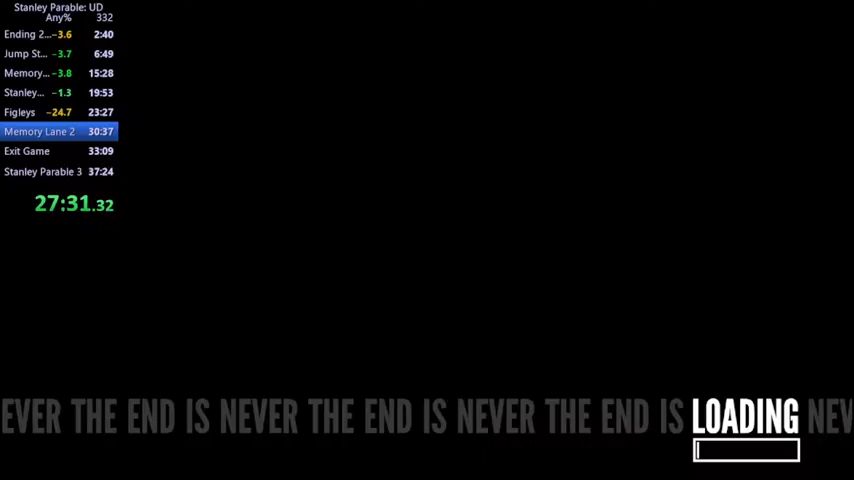 Stanley Parable: UD
Any% 332
Ending 2... −3.6 2:40
Jump St... −3.7 6:49
Memory... −3.8 15:28
Stanley... −1.3 19:53
Figleys −24.7 23:27
Memory Lane 2 30:37
Exit Game 33:09
Stanley Parable 3 37:24
27:31.32
EVER THE END IS NEVER THE END IS NEVER THE END IS LOADING NEV